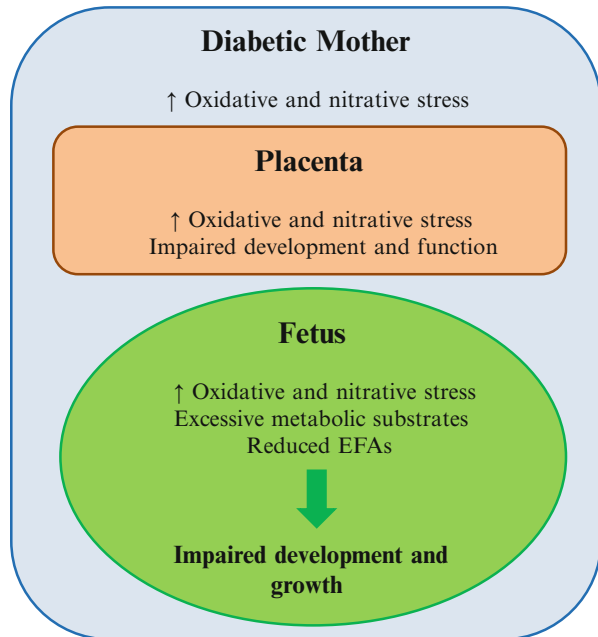 Diabetic Mother
↑ Oxidative and nitrative stress
Placenta
↑ Oxidative and nitrative stress
Impaired development and function
Fetus
↑ Oxidative and nitrative stress
Excessive metabolic substrates
Reduced EFAs
Impaired development and
growth